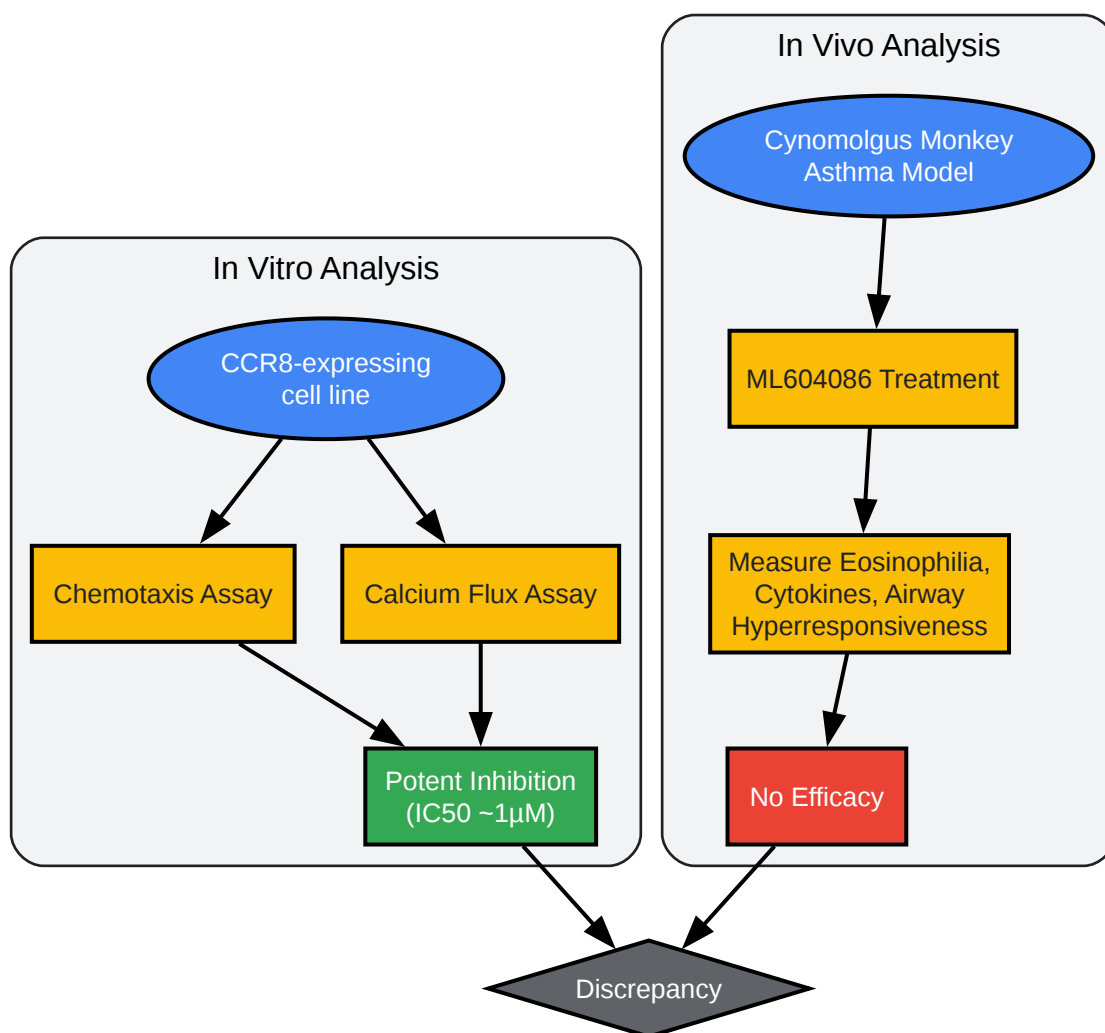 In Vivo Analysis
Cynomolgus Monkey
Asthma Model
In Vitro Analysis
CCR8-expressing
cell line
ML604086 Treatment
Chemotaxis Assay
Calcium Flux Assay
Measure Eosinophilia,
Cytokines, Airway
Hyperresponsiveness
Potent Inhibition
(IC50 ~1µM)
No Efficacy
Discrepancy